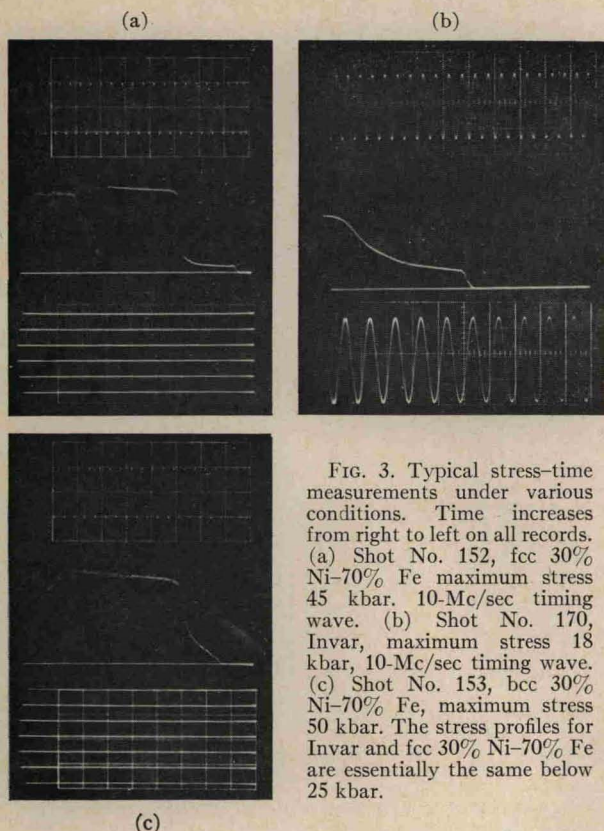 (a)
(b)
FIG. 3. Typical stress–time
measurements under various
conditions. Time increases
from right to left on all records.
(a) Shot No. 152, fcc 30%
Ni–70% Fe maximum stress
45 kbar. 10-Mc/sec timing
wave. (b) Shot No. 170,
Invar, maximum stress 18
kbar, 10-Mc/sec timing wave.
(c) Shot No. 153, bcc 30%
Ni–70% Fe, maximum stress
50 kbar. The stress profiles for
Invar and fcc 30% Ni–70% Fe
are essentially the same below
25 kbar.
(c)